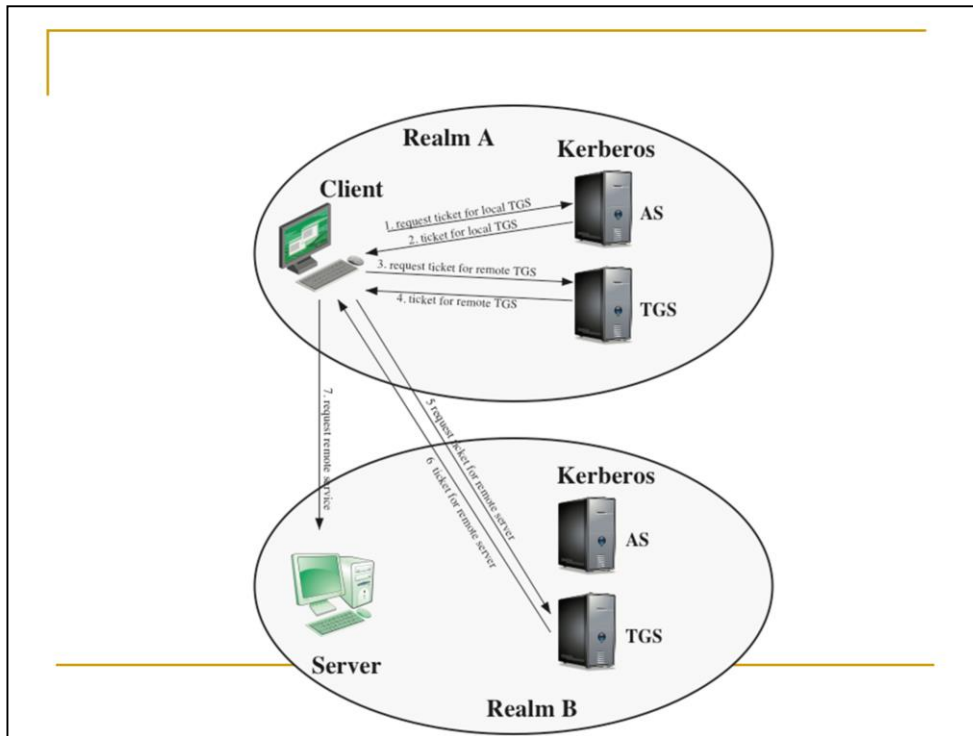 Realm A
Kerberos
Client
AS
1. request ticket for local TGS
2. ticket for local TGS
3. request ticket for remote TGS
4. ticket for remote TGS
TGS
7. request remote service
5 request ticket for remote server
6. ticket for remote server
Kerberos
AS
TGS
Server
Realm B